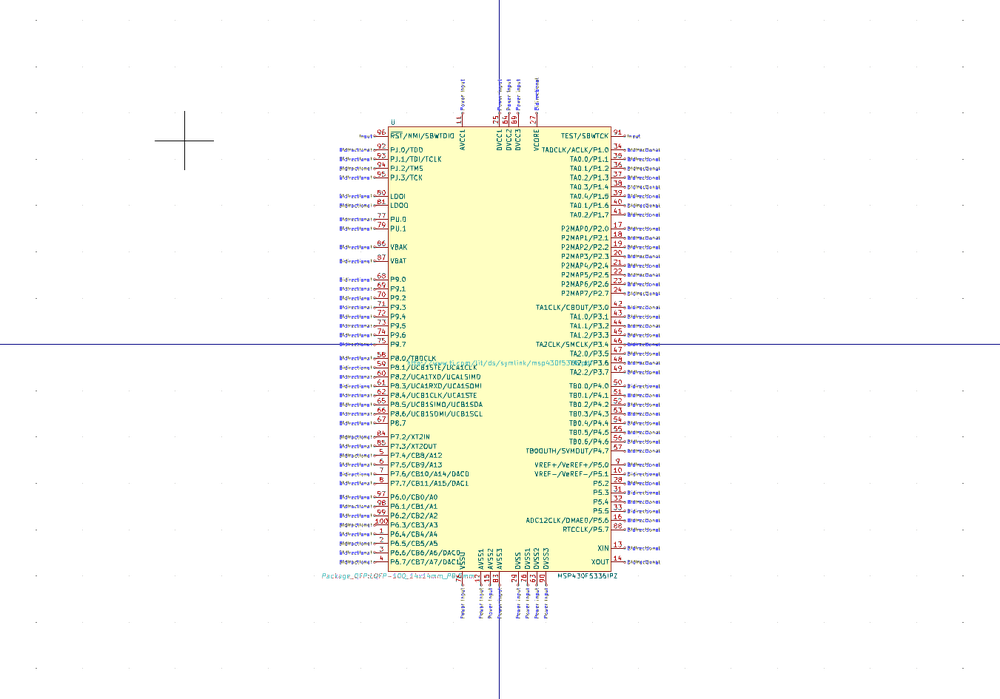 U
Power Input 11 AVCC1
Power Input 25 DVCC1
Power Input 64 DVCC2
Power Input 89 DVCC3
Bidirectional 27 VCORE
Input 96 RST/NMI/SBWTDIO
Bidirectional 92 PJ.0/TDO
Bidirectional 93 PJ.1/TDI/TCLK
Bidirectional 94 PJ.2/TMS
Bidirectional 95 PJ.3/TCK
Bidirectional 80 LDOI
Bidirectional 81 LDOO
Bidirectional 77 PU.0
Bidirectional 79 PU.1
Bidirectional 86 VBAK
Bidirectional 87 VBAT
Bidirectional 68 P9.0
Bidirectional 69 P9.1
Bidirectional 70 P9.2
Bidirectional 71 P9.3
Bidirectional 72 P9.4
Bidirectional 73 P9.5
Bidirectional 74 P9.6
Bidirectional 75 P9.7
Bidirectional 58 P8.0/TB0CLK
Bidirectional 59 P8.1/UCB1STE/UCA1CLK
Bidirectional 60 P8.2/UCA1TXD/UCA1SIMO
Bidirectional 61 P8.3/UCA1RXD/UCA1SOMI
Bidirectional 62 P8.4/UCB1CLK/UCA1STE
Bidirectional 65 P8.5/UCB1SIMO/UCB1SDA
Bidirectional 66 P8.6/UCB1SOMI/UCB1SCL
Bidirectional 67 P8.7
Bidirectional 84 P7.2/XT2IN
Bidirectional 85 P7.3/XT2OUT
Bidirectional 5 P7.4/CB8/A12
Bidirectional 6 P7.5/CB9/A13
Bidirectional 7 P7.6/CB10/A14/DAC0
Bidirectional 8 P7.7/CB11/A15/DAC1
Bidirectional 97 P6.0/CB0/A0
Bidirectional 98 P6.1/CB1/A1
Bidirectional 99 P6.2/CB2/A2
Bidirectional 100 P6.3/CB3/A3
Bidirectional 1 P6.4/CB4/A4
Bidirectional 2 P6.5/CB5/A5
Bidirectional 3 P6.6/CB6/A6/DAC0
Bidirectional 4 P6.7/CB7/A7/DAC1
TEST/SBWTCK 91 Input
TA0CLK/ACLK/P1.0 34 Bidirectional
TA0.0/P1.1 35 Bidirectional
TA0.1/P1.2 36 Bidirectional
TA0.2/P1.3 37 Bidirectional
TA0.3/P1.4 38 Bidirectional
TA0.4/P1.5 39 Bidirectional
TA0.1/P1.6 40 Bidirectional
TA0.2/P1.7 41 Bidirectional
P2MAP0/P2.0 17 Bidirectional
P2MAP1/P2.1 18 Bidirectional
P2MAP2/P2.2 19 Bidirectional
P2MAP3/P2.3 20 Bidirectional
P2MAP4/P2.4 21 Bidirectional
P2MAP5/P2.5 22 Bidirectional
P2MAP6/P2.6 23 Bidirectional
P2MAP7/P2.7 24 Bidirectional
TA1CLK/CBOUT/P3.0 42 Bidirectional
TA1.0/P3.1 43 Bidirectional
TA1.1/P3.2 44 Bidirectional
TA1.2/P3.3 45 Bidirectional
TA2CLK/SMCLK/P3.4 46 Bidirectional
TA2.0/P3.5 47 Bidirectional
48 Bidirectional
TA2.2/P3.7 49 Bidirectional
TB0.0/P4.0 50 Bidirectional
TB0.1/P4.1 51 Bidirectional
TB0.2/P4.2 52 Bidirectional
TB0.3/P4.3 53 Bidirectional
TB0.4/P4.4 54 Bidirectional
TB0.5/P4.5 55 Bidirectional
TB0.6/P4.6 56 Bidirectional
TB0OUTH/SVMOUT/P4.7 57 Bidirectional
VREF+/VeREF+/P5.0 9 Bidirectional
VREF-/VeREF-/P5.1 10 Bidirectional
P5.2 28 Bidirectional
P5.3 31 Bidirectional
P5.4 32 Bidirectional
P5.5 33 Bidirectional
ADC12CLK/DMAE0/P5.6 16 Bidirectional
RTCCLK/P5.7 88 Bidirectional
XIN 13 Bidirectional
XOUT 14 Bidirectional
VSSU 76 Power Input
AVSS1 12 Power Input
AVSS2 15 Power Input
AVSS3 83 Power Input
DVSS 29 Power Input
DVSS1 26 Power Input
DVSS2 63 Power Input
DVSS3 90 Power Input
MSP430F5336IPZ